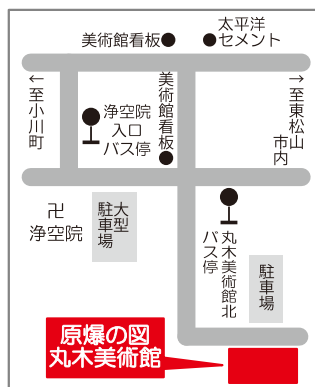 美術館看板
太平洋
セメント
←至小川町
浄空院
入口
バス停
美術館看板
→至東松山
市内
卍
浄空院
大型
駐車場
丸木美術館北
バス停
駐車場
原爆の図
丸木美術館